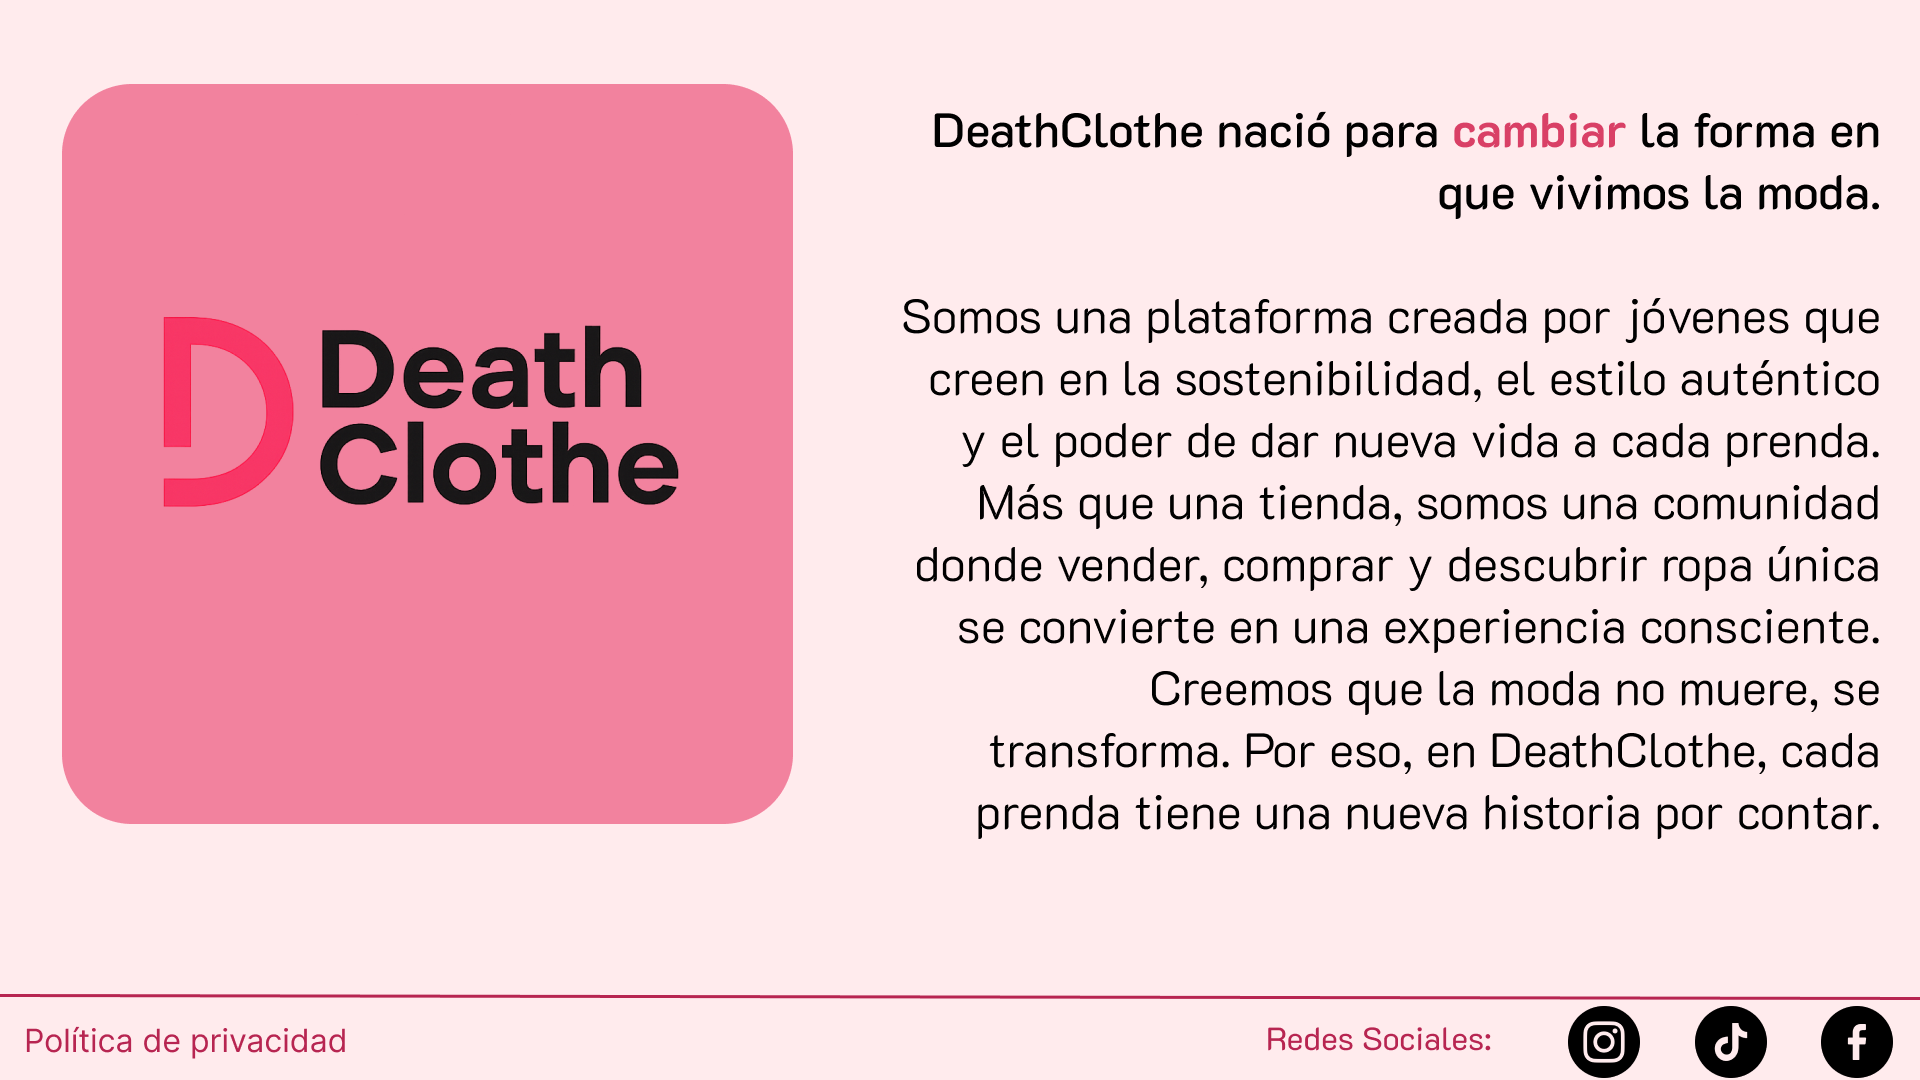 Death
Clothe
DeathClothe nació para cambiar la forma en
que vivimos la moda.
Somos una plataforma creada por jóvenes que
creen en la sostenibilidad, el estilo auténtico
y el poder de dar nueva vida a cada prenda.
Más que una tienda, somos una comunidad
donde vender, comprar y descubrir ropa única
se convierte en una experiencia consciente.
Creemos que la moda no muere, se
transforma. Por eso, en DeathClothe, cada
prenda tiene una nueva historia por contar.
Política de privacidad
Redes Sociales: